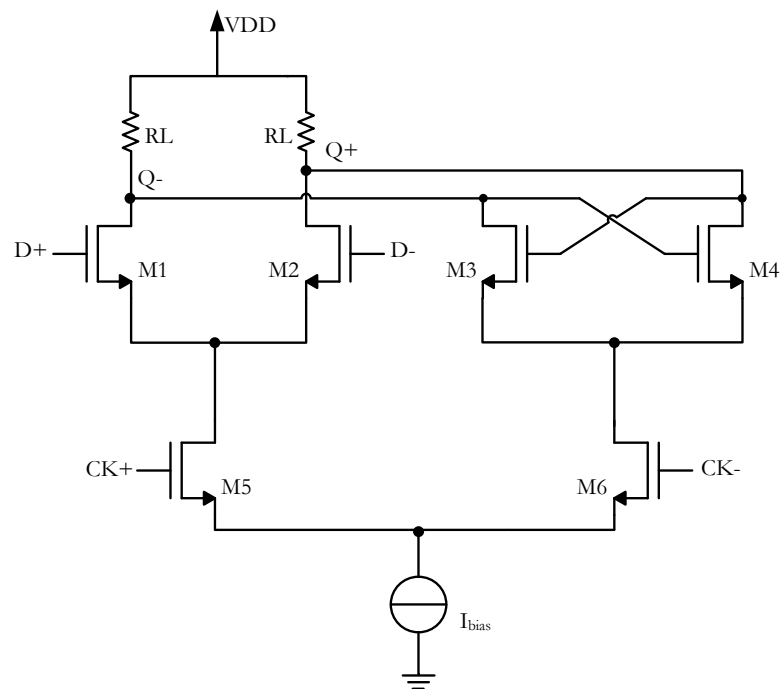 VDD
RL
RL
Q+
Q-
D+
M1
M2
D-
M3
M4
CK+
M5
M6
CK-
Ibias